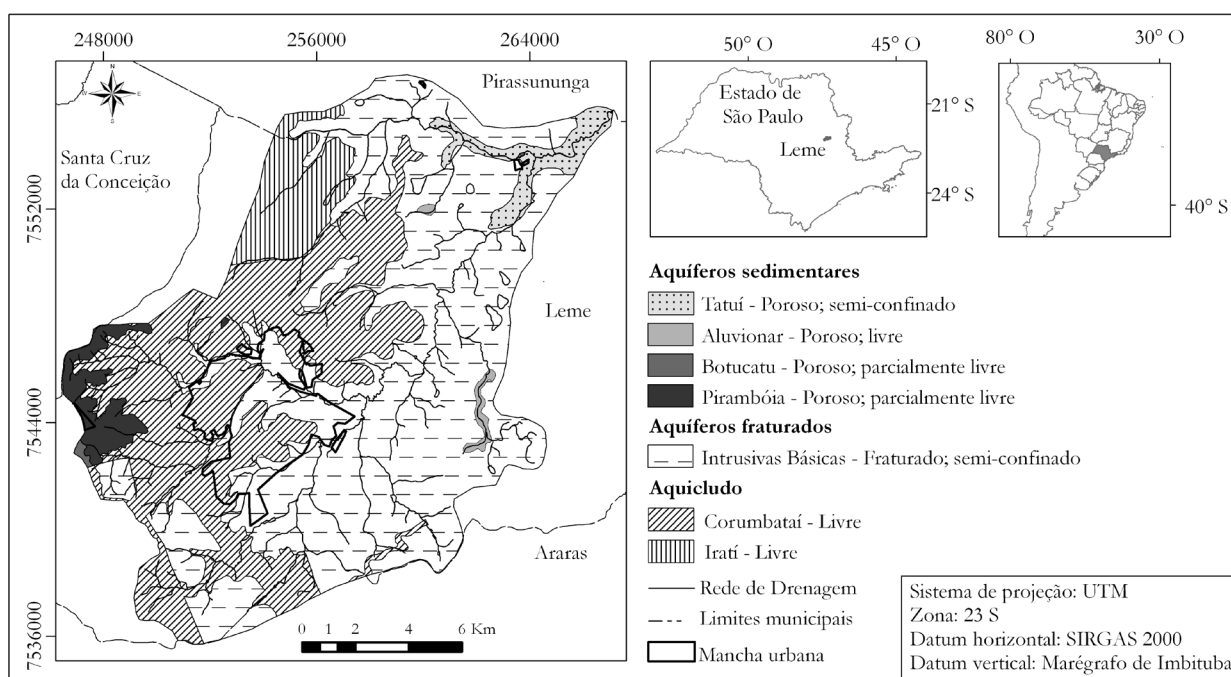 248000
256000
264000
7552000
7544000
7536000
N
W
E
S
Pirassununga
Santa Cruz
da Conceição
Leme
Araras
0 1 2 4 6 Km
50° O
45° O
Estado de
São Paulo
Leme
21° S
24° S
80° O
30° O
40° S
Aquíferos sedimentares
Tatuí - Poroso; semi-confinado
Aluvionar - Poroso; livre
Botucatu - Poroso; parcialmente livre
Pirambóia - Poroso; parcialmente livre
Aquíferos fraturados
Intrusivas Básicas - Fraturado; semi-confinado
Aquicludo
Corumbataí - Livre
Iratí - Livre
Rede de Drenagem
Limites municipais
Mancha urbana
Sistema de projeção: UTM
Zona: 23 S
Datum horizontal: SIRGAS 2000
Datum vertical: Marégrafo de Imbituba